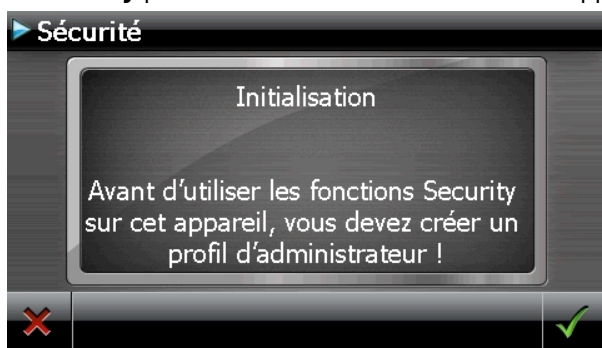 Sécurité
Initialisation
Avant d'utiliser les fonctions Security
sur cet appareil, vous devez créer un
profil d'administrateur !